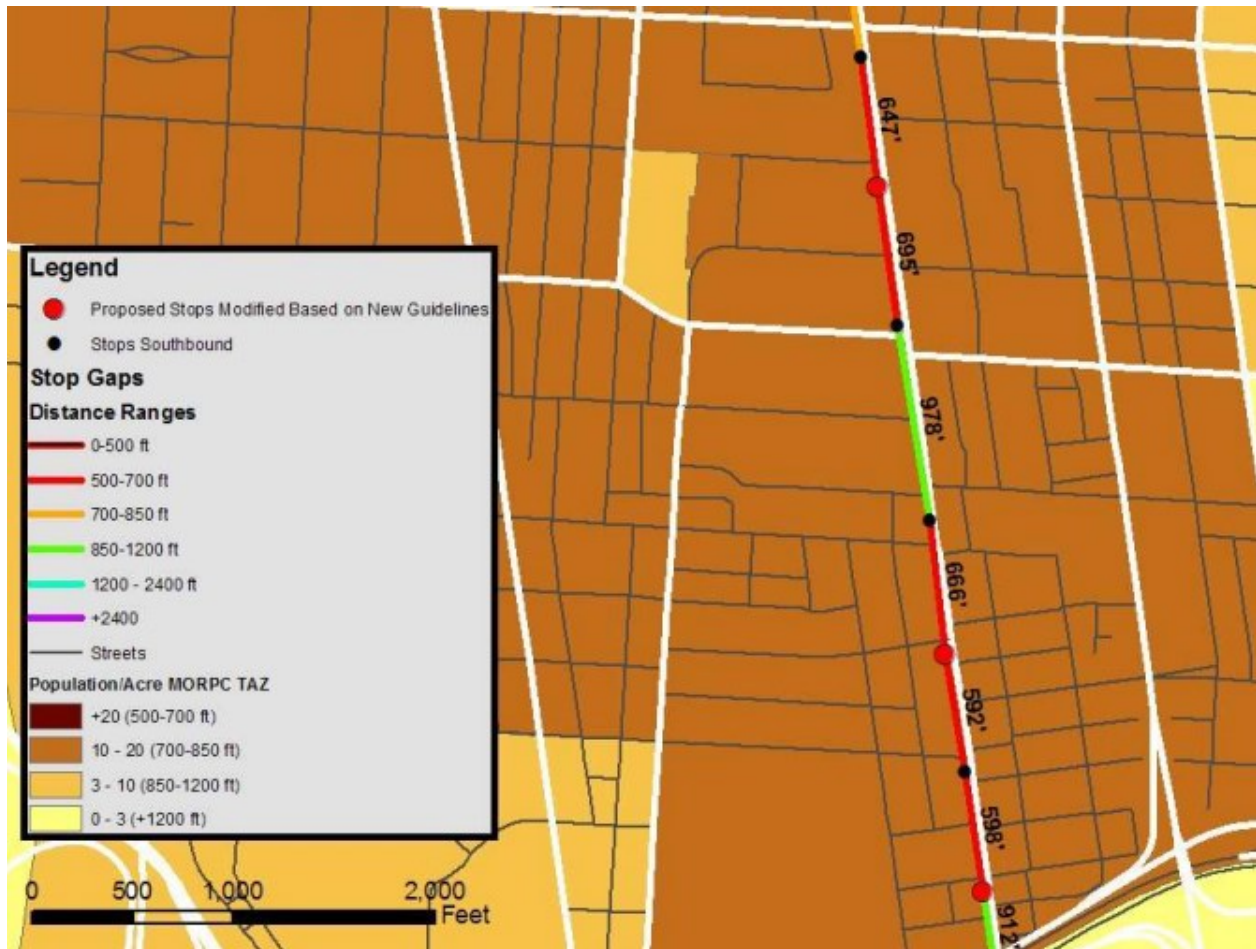 647'
695'
978'
666'
592'
598'
912'
Legend
Proposed Stops Modified Based on New Guidelines
Stops Southbound
Stop Gaps
Distance Ranges
0-500 ft
500-700 ft
700-850 ft
850-1200 ft
1200 - 2400 ft
+2400
Streets
Population/Acre MORPC TAZ
+20 (500-700 ft)
10 - 20 (700-850 ft)
3 - 10 (850-1200 ft)
0 - 3 (+1200 ft)
0 500 1,000 2,000
Feet